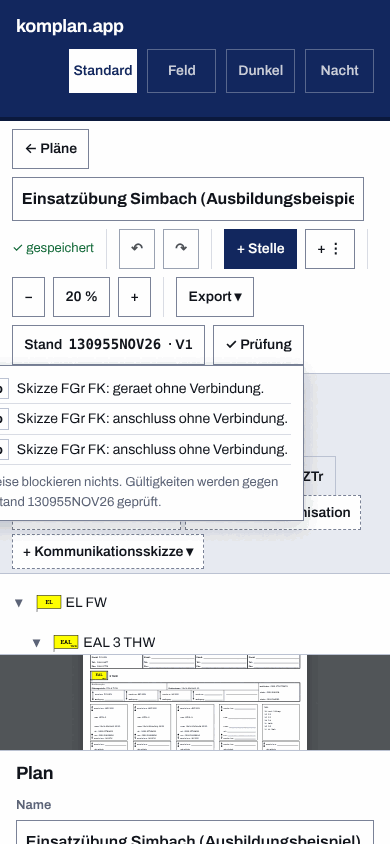 komplan.app
Standard Feld Dunkel Nacht
← Pläne
Einsatzübung Simbach (Ausbildungsbeispie
✓ gespeichert ↶ ↷ + Stelle + ⋮
− 20 % + Export ▾
Stand 130955NOV26 · V1 ✓ Prüfung
Skizze FGr FK: geraet ohne Verbindung.
Skizze FGr FK: anschluss ohne Verbindung.
Skizze FGr FK: anschluss ohne Verbindung.
eise blockieren nichts. Gültigkeiten werden gegen
tand 130955NOV26 geprüft.
ZTr
nisation
+ Kommunikationsskizze ▾
▼ EL EL FW
▼ EAL EAL 3 THW
EAL
Plan
Name
Einsatzübung Simbach (Ausbildungsbeispiel)